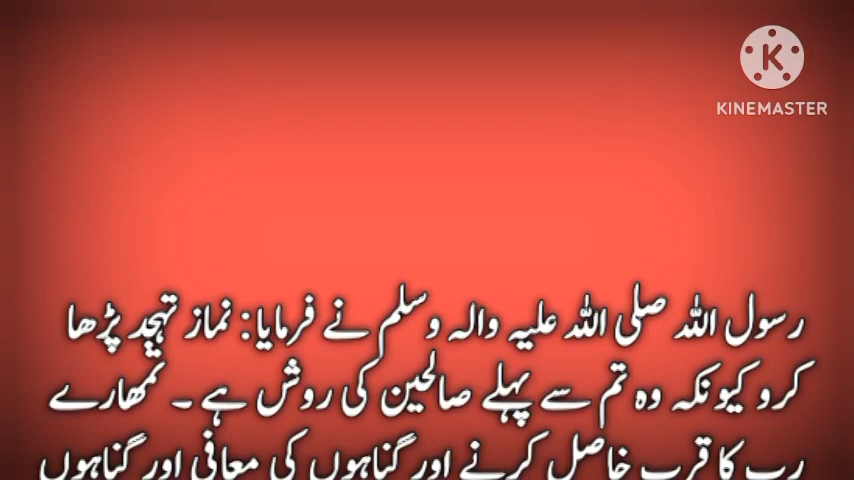 KINEMASTER
رسول اللہ صلی اللہ علیہ والہ وسلم نے فرمایا: نماز تہجد پڑھا
کرو کیونکہ وہ تم سے پہلے صالحین کی روش ہے ۔ تمھارے
رب کا قرب خاصل کرنے اور گناہوں کی معافی اور گناہوں